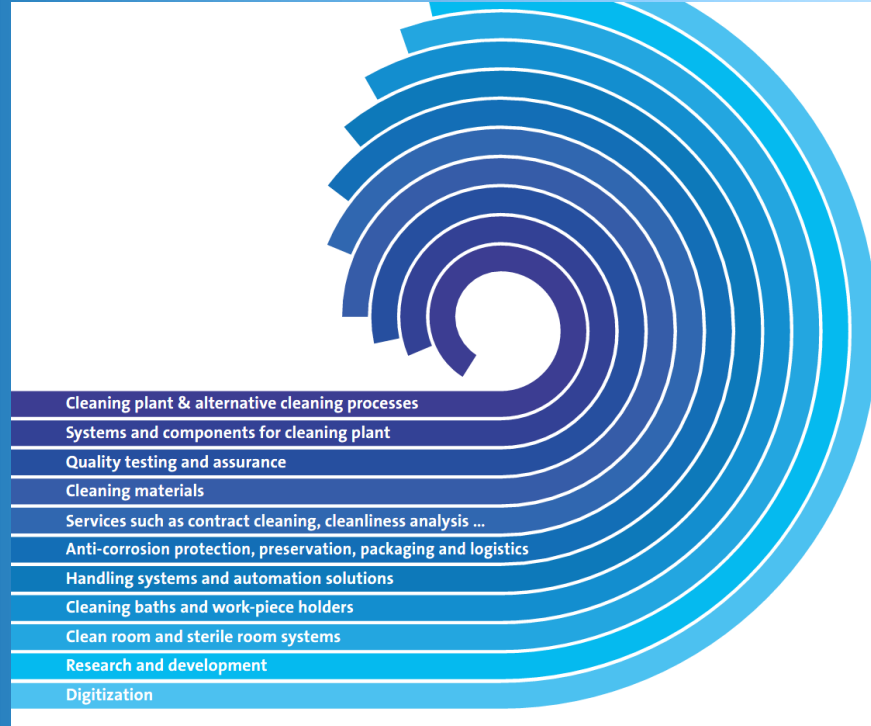 Cleaning plant & alternative cleaning processes
Systems and components for cleaning plant
Quality testing and assurance
Cleaning materials
Services such as contract cleaning, cleanliness analysis ...
Anti-corrosion protection, preservation, packaging and logistics
Handling systems and automation solutions
Cleaning baths and work-piece holders
Clean room and sterile room systems
Research and development
Digitization